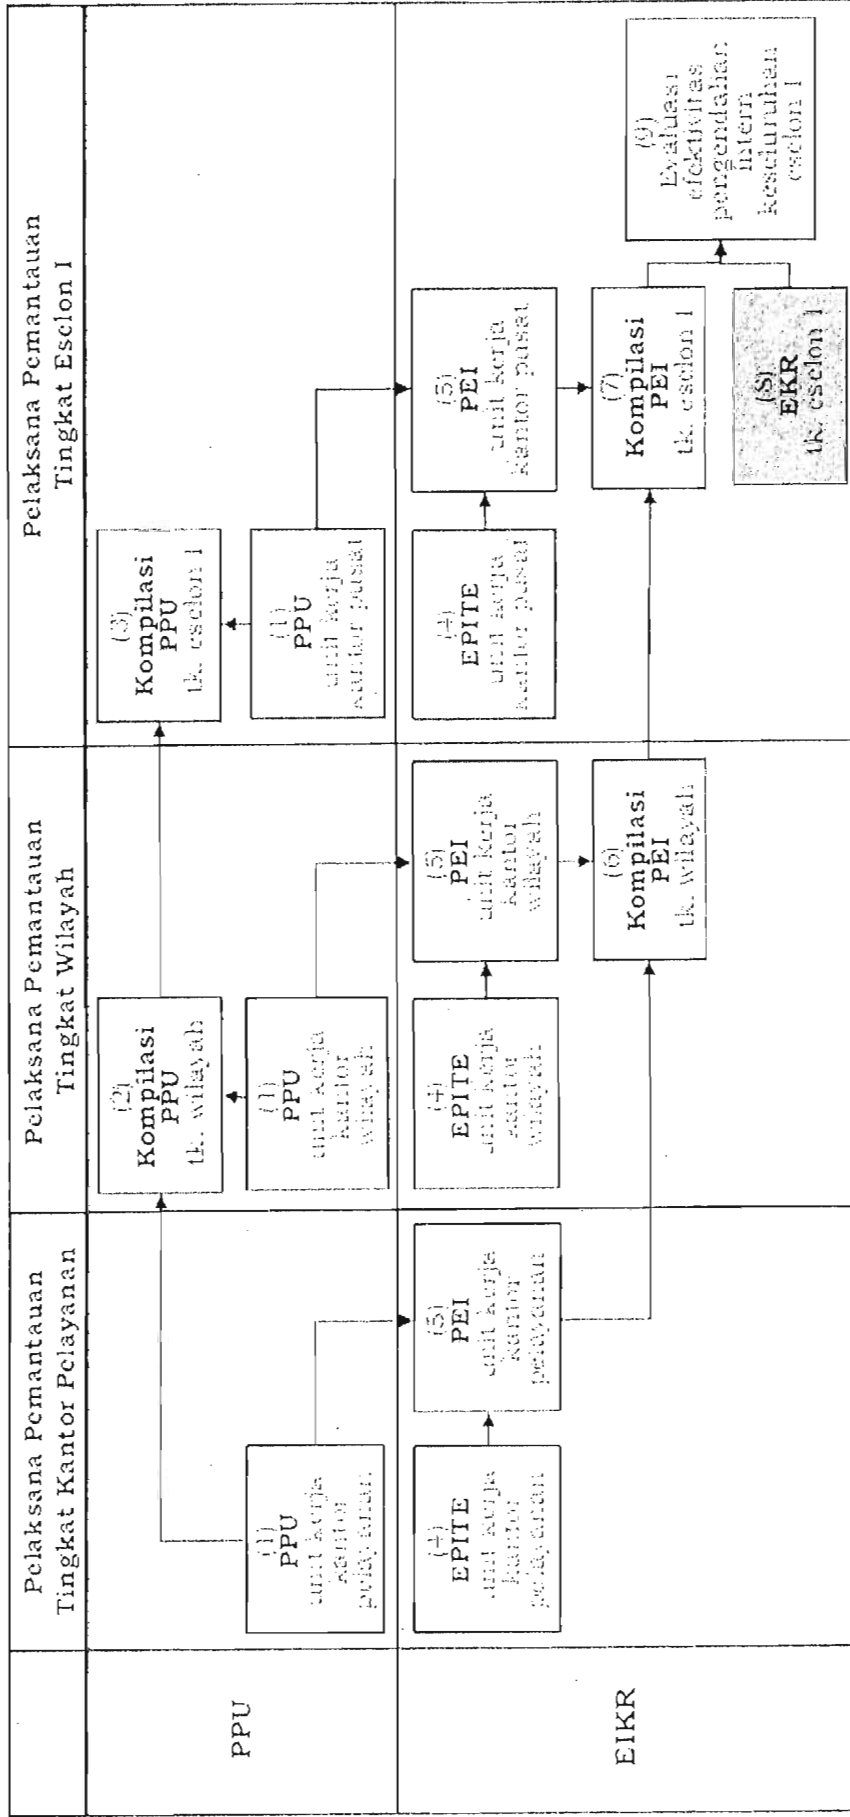 Pelaksana Pemantauan
Tingkat Kantor Pelayanan
Pelaksana Pemantauan
Tingkat Wilayah
Pelaksana Pemantauan
Tingkat Eselon I
PPU
(1)
PPU
unit kerja
kantor
pelayanan
(2)
Kompilasi
PPU
tk. wilayah
(1)
PPU
unit kerja
kantor
wilayah
(3)
Kompilasi
PPU
tk. eselon I
(1)
PPU
unit kerja
kantor pusat
EIKR
(4)
EPITE
unit kerja
kantor
pelayanan
(5)
PEI
unit kerja
kantor
pelayanan
(4)
EPITE
unit kerja
kantor
wilayah
(5)
PEI
unit kerja
kantor
wilayah
(6)
Kompilasi
PEI
tk. wilayah
(4)
EPITE
unit kerja
kantor pusat
(5)
PEI
unit kerja
kantor pusat
(7)
Kompilasi
PEI
tk. eselon I
(8)
EKR
tk. eselon I
(9)
Evaluasi
efektivitas
pengendalian
intern
keseluruhan
eselon I